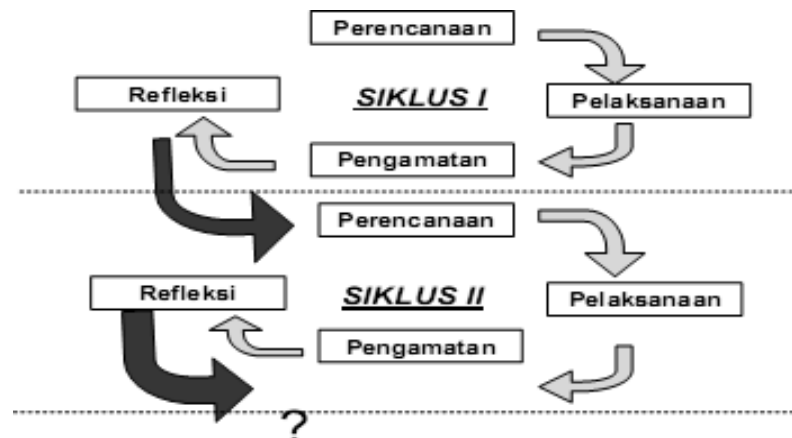 Perencanaan
Refleksi
SIKLUS I
Pelaksanaan
Pengamatan
Perencanaan
Refleksi
SIKLUS II
Pelaksanaan
Pengamatan
?